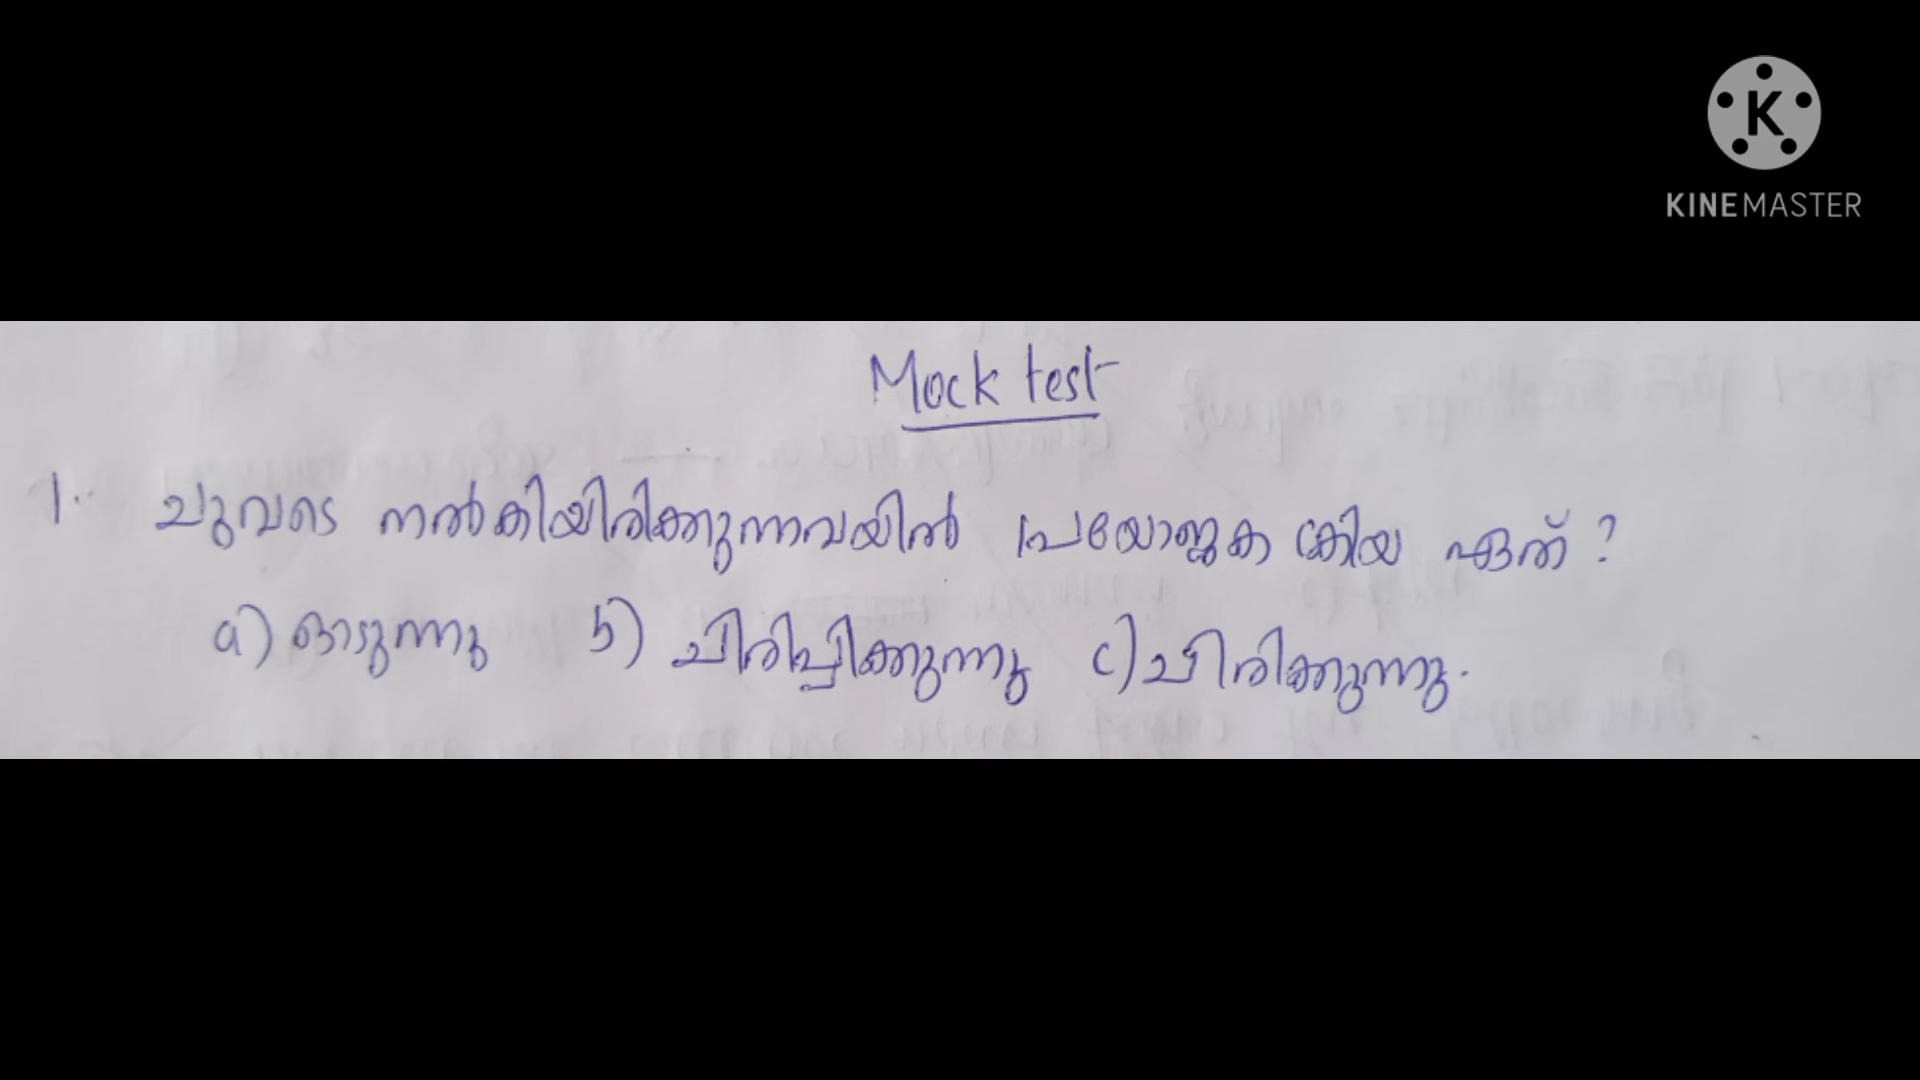 K
KINEMASTER
Mock test
1. ചുവടെ നൽകിയിരിക്കുന്നവയിൽ പ്രയോജക ക്രിയ ഏത് ?
a) ഓടുന്നു b) ചിരിപ്പിക്കുന്നു c) ചിരിക്കുന്നു.